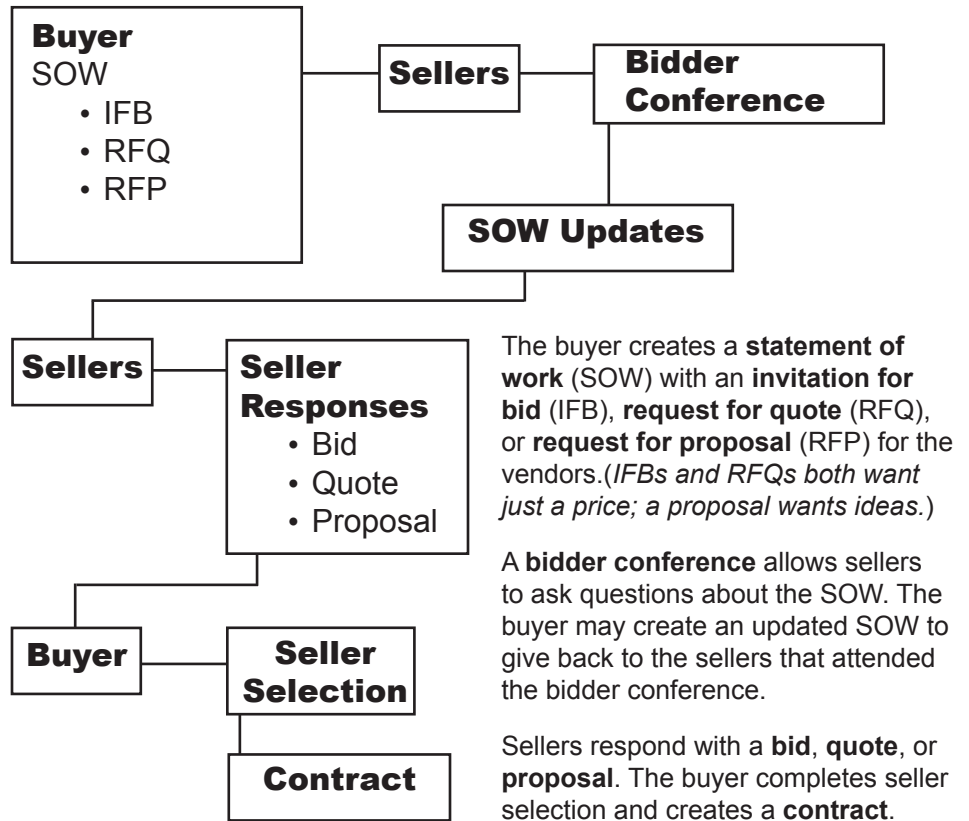 Buyer
SOW
• IFB
• RFQ
• RFP
Sellers
Bidder
Conference
SOW Updates
Sellers
Seller
Responses
• Bid
• Quote
• Proposal
Buyer
Seller
Selection
Contract
The buyer creates a statement of
work (SOW) with an invitation for
bid (IFB), request for quote (RFQ),
or request for proposal (RFP) for the
vendors.(IFBs and RFQs both want
just a price; a proposal wants ideas.)
A bidder conference allows sellers
to ask questions about the SOW. The
buyer may create an updated SOW to
give back to the sellers that attended
the bidder conference.
Sellers respond with a bid, quote, or
proposal. The buyer completes seller
selection and creates a contract.